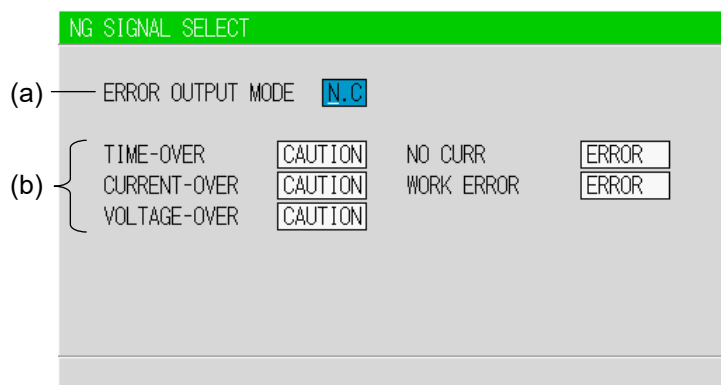 NG SIGNAL SELECT
(a) ERROR OUTPUT MODE N.C
TIME-OVER CAUTION NO CURR ERROR
(b) CURRENT-OVER CAUTION WORK ERROR ERROR
VOLTAGE-OVER CAUTION